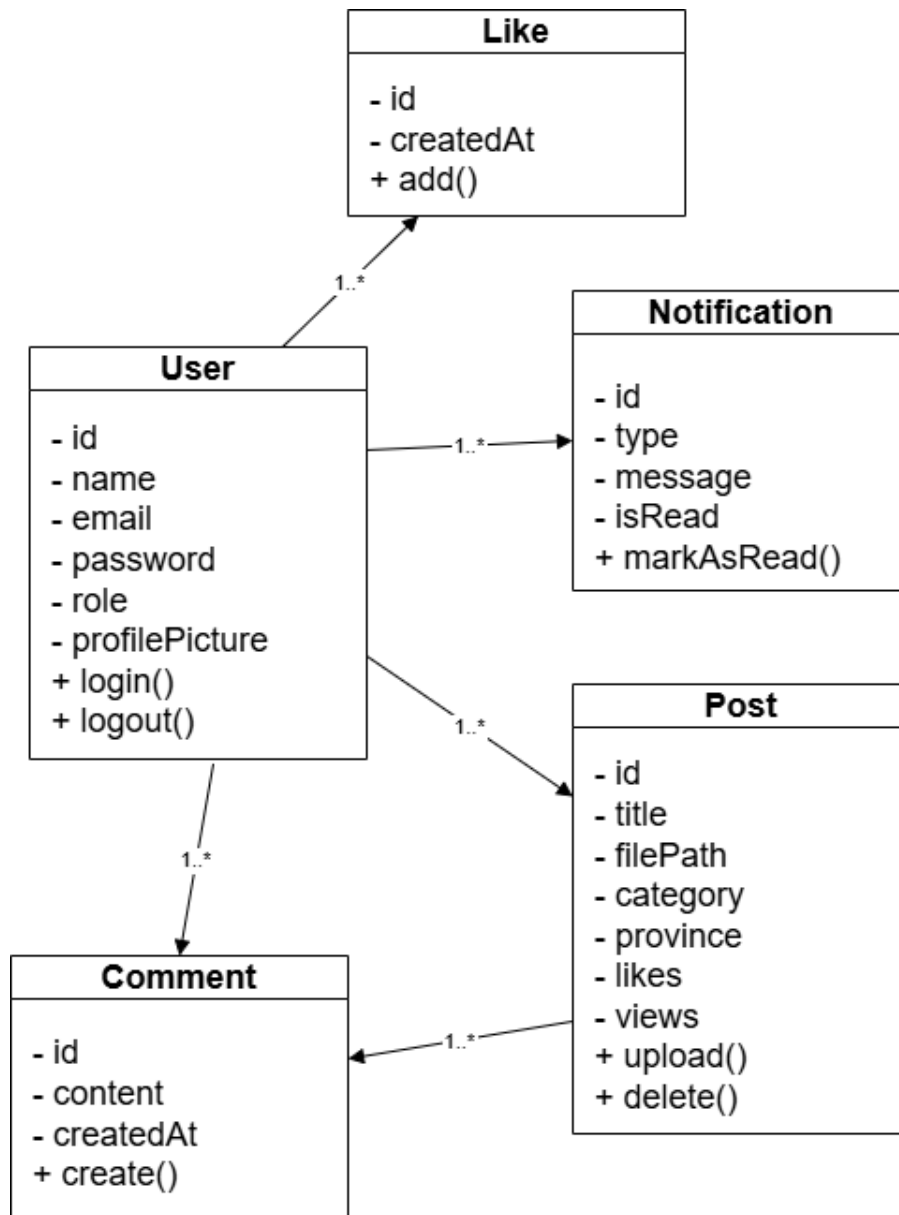 Like
- id
- createdAt
+ add()
1..*
Notification
- id
- type
- message
- isRead
+ markAsRead()
User
- id
- name
- email
- password
- role
- profilePicture
+ login()
+ logout()
1..*
1..*
Post
- id
- title
- filePath
- category
- province
- likes
- views
+ upload()
+ delete()
1..*
Comment
- id
- content
- createdAt
+ create()
1..*